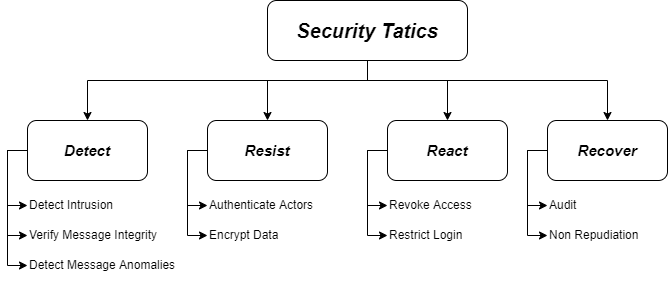 Security Tatics
Detect
Resist
React
Recover
Detect Intrusion
Verify Message Integrity
Detect Message Anomalies
Authenticate Actors
Encrypt Data
Revoke Access
Restrict Login
Audit
Non Repudiation